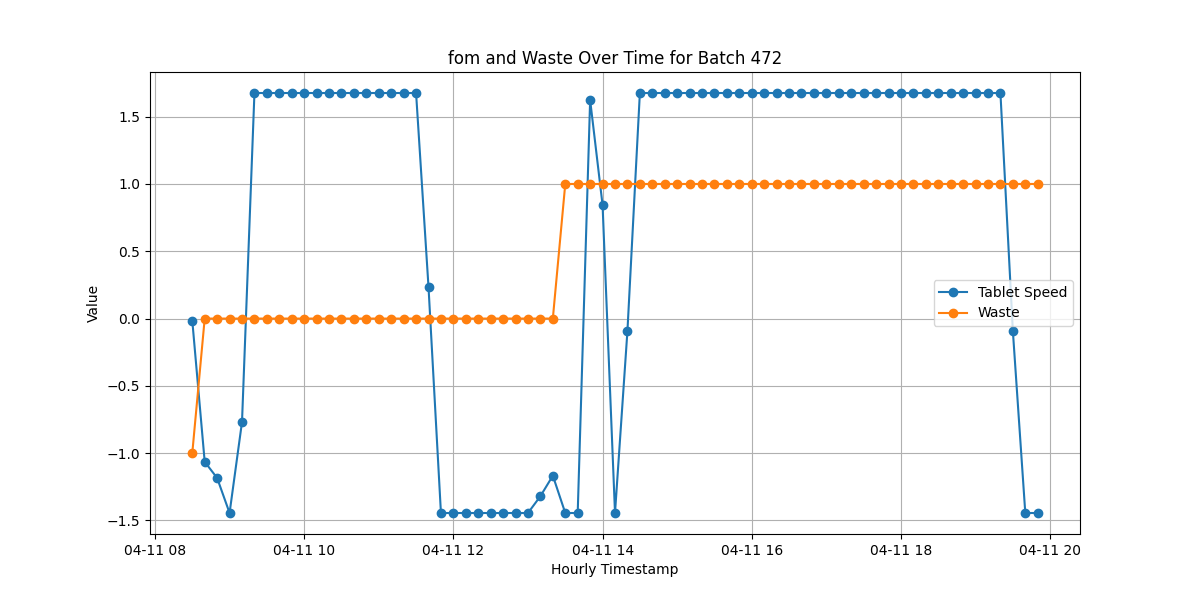 fom and Waste Over Time for Batch 472
Value
1.5
1.0
0.5
0.0
−0.5
−1.0
−1.5
Tablet Speed
Waste
04-11 08
04-11 10
04-11 12
04-11 14
04-11 16
04-11 18
04-11 20
Hourly Timestamp